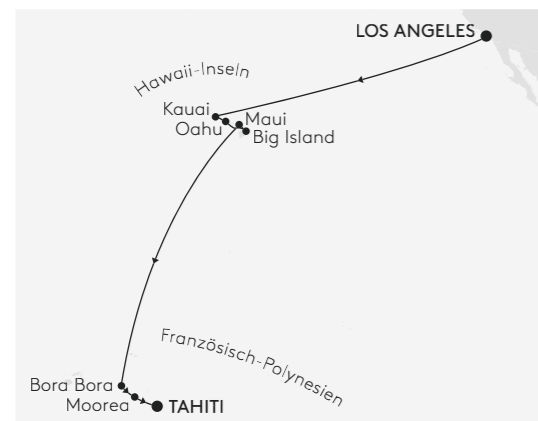 LOS ANGELES
Hawaii-Inseln
Kauai
Maui
Oahu
Big Island
Französisch-Polynesien
Bora Bora
Moorea
TAHITI